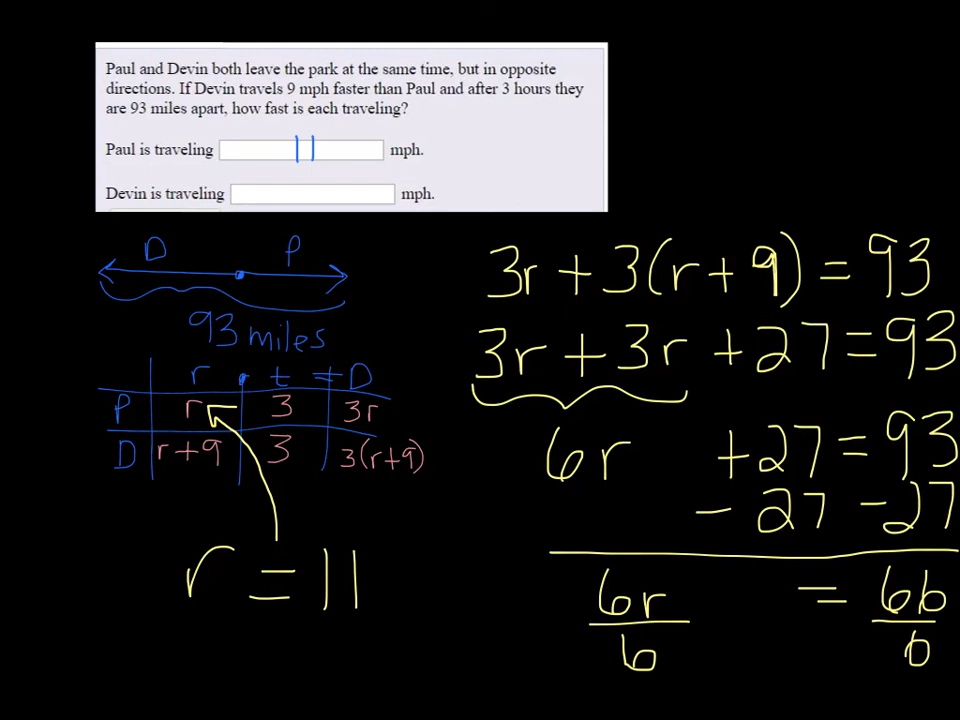 Paul and Devin both leave the park at the same time, but in opposite
directions. If Devin travels 9 mph faster than Paul and after 3 hours they
are 93 miles apart, how fast is each traveling?
Paul is traveling 11 mph.
Devin is traveling mph.
D P
93 miles
r · t = D
P r 3 3r
D r+9 3 3(r+9)
r = 11
3r + 3(r + 9) = 93
3r + 3r + 27 = 93
6r + 27 = 93
- 27 - 27
6r = 66
6 6